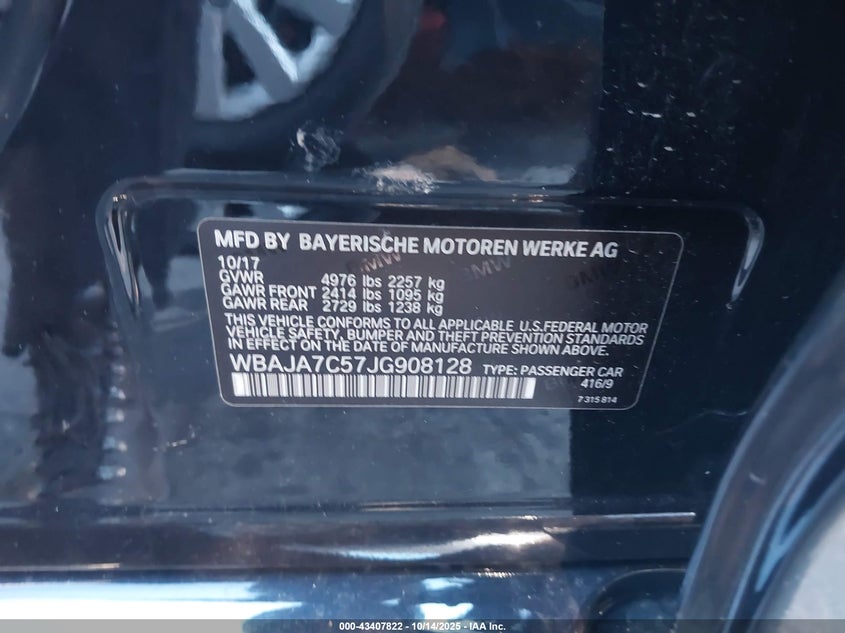 MFD BY BAYERISCHE MOTOREN WERKE AG
10/17
GVWR 4976 lbs 2257 kg
GAWR FRONT 2414 lbs 1095 kg
GAWR REAR 2729 lbs 1238 kg
THIS VEHICLE CONFORMS TO ALL APPLICABLE U.S.FEDERAL MOTOR
VEHICLE SAFETY, BUMPER AND THEFT PREVENTION STANDARDS
IN EFFECT ON THE DATE OF MANUFACTURE SHOWN ABOVE.
WBAJA7C57JG908128 TYPE: PASSENGER CAR
416/9
7 315 814
000-43407822 - 10/14/2025 - IAA Inc.